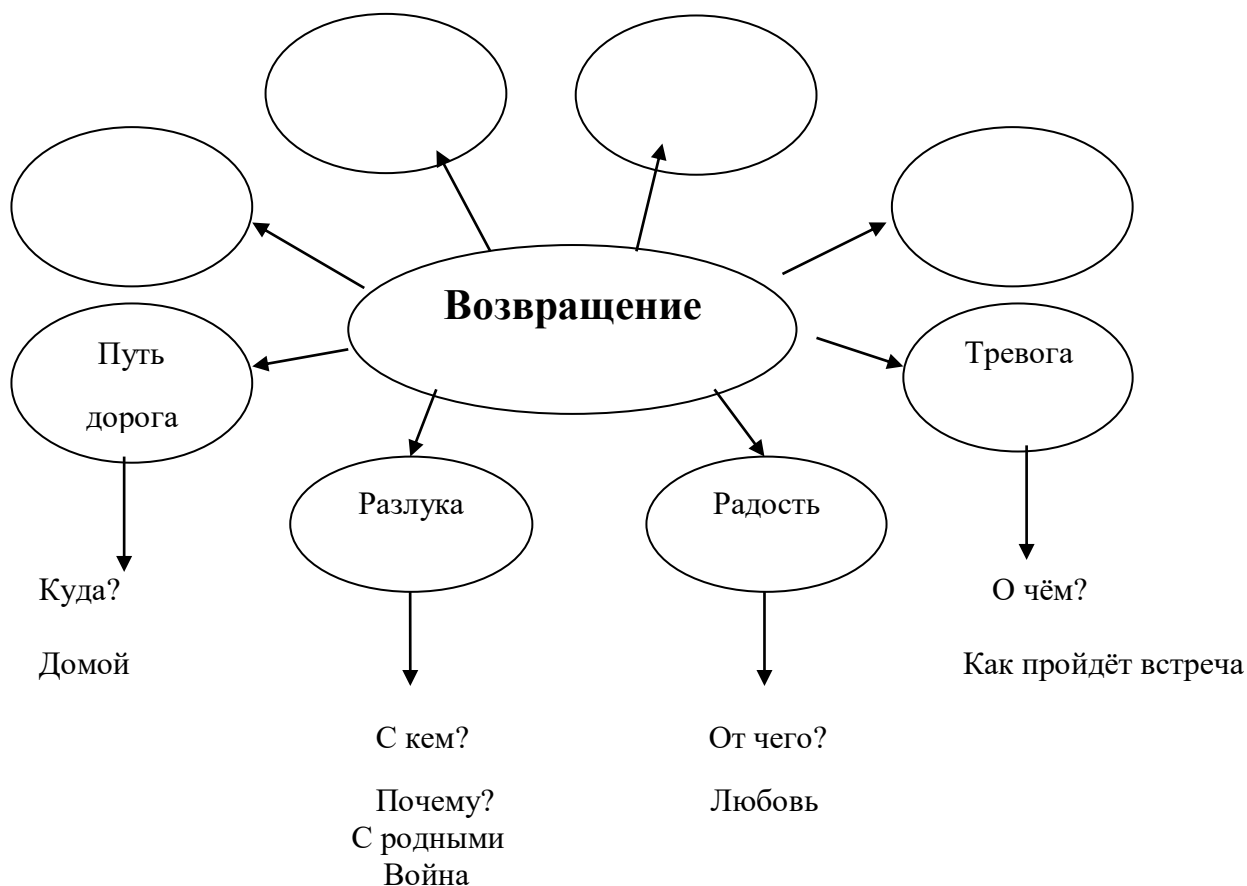 Возвращение
Путь
дорога
Тревога
Разлука
Радость
Куда?
Домой
О чём?
Как пройдёт встреча
С кем?
Почему?
С родными
Война
От чего?
Любовь